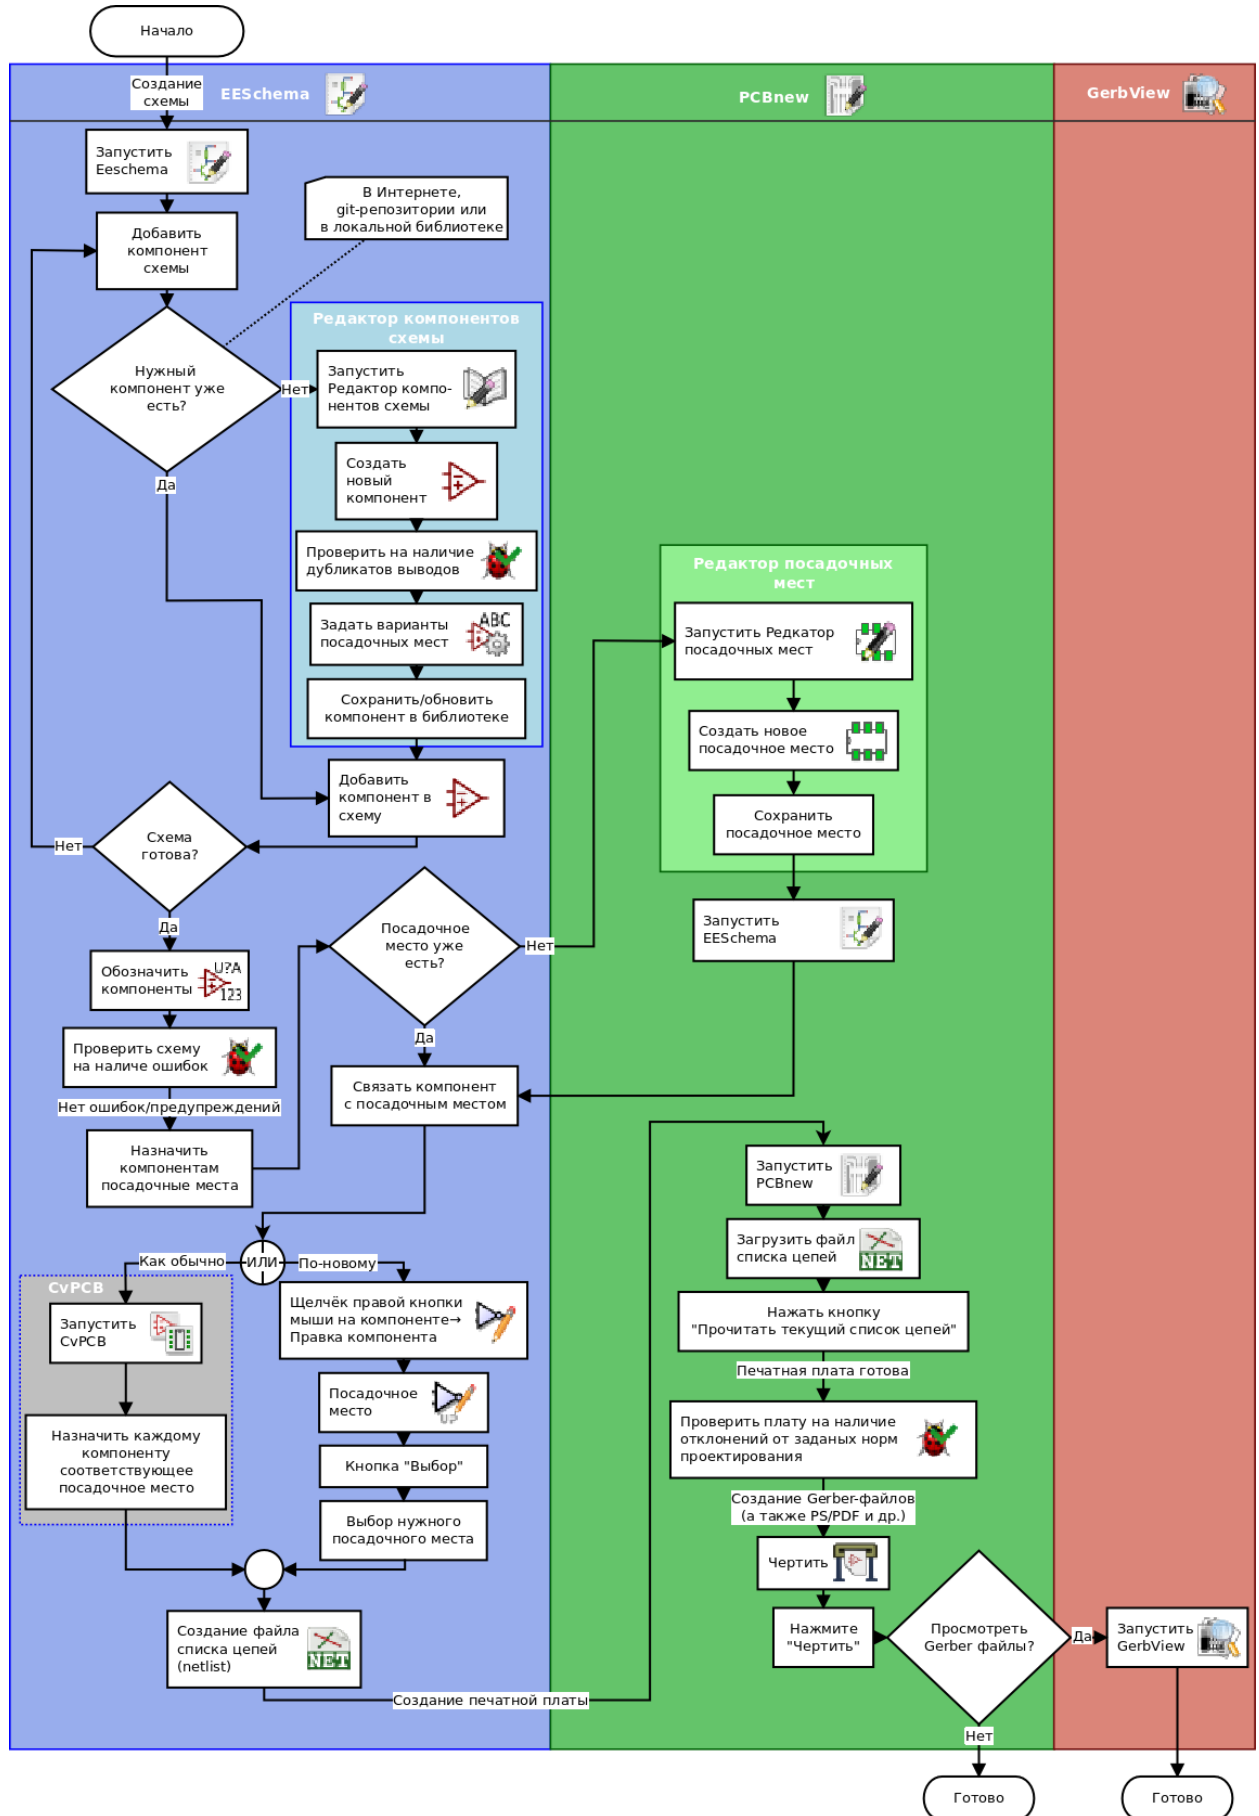 Начало
EESchema
PCBnew
GerbView
Создание
схемы
Запустить
Eeschema
В Интернете,
git-репозитории или
в локальной библиотеке
Добавить
компонент
схемы
Нужный
компонент уже
есть?
Нет
Да
Редактор компонентов
схемы
Запустить
Редактор компо-
нентов схемы
Создать
новый
компонент
Проверить на наличие
дубликатов выводов
Задать варианты
посадочных мест
ABC
Сохранить/обновить
компонент в библиотеке
Добавить
компонент в
схему
Схема
готова?
Нет
Да
Обозначить
компоненты
U?A
123
Проверить схему
на наличе ошибок
Нет ошибок/предупреждений
Назначить
компонентам
посадочные места
Посадочное
место уже
есть?
Нет
Да
Связать компонент
с посадочным местом
Редактор посадочных
мест
Запустить Редкатор
посадочных мест
Создать новое
посадочное место
Сохранить
посадочное место
Запустить
EESchema
ИЛИ
Как обычно
По-новому
CvPCB
Запустить
CvPCB
Назначить каждому
компоненту
соответствующее
посадочное место
Щелчёк правой кнопки
мыши на компоненте→
Правка компонента
Посадочное
место
Кнопка "Выбор"
Выбор нужного
посадочного места
Создание файла
списка цепей
(netlist)
NET
Создание печатной платы
Запустить
PCBnew
Загрузить файл
списка цепей
NET
Нажать кнопку
"Прочитать текущий список цепей"
Печатная плата готова
Проверить плату на наличие
отклонений от заданых норм
проектирования
Создание Gerber-файлов
(а также PS/PDF и др.)
Чертить
Нажмите
"Чертить"
Просмотреть
Gerber файлы?
Да
Нет
Запустить
GerbView
Готово
Готово